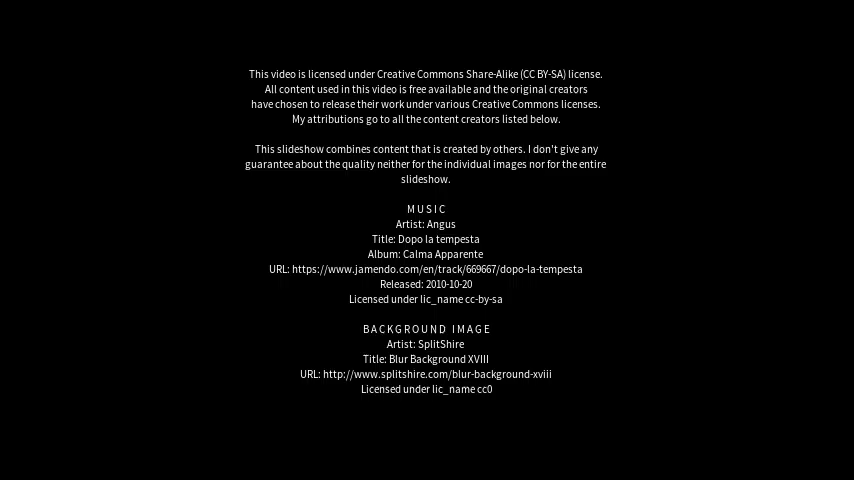 This video is licensed under Creative Commons Share-Alike (CC BY-SA) license.
All content used in this video is free available and the original creators
have chosen to release their work under various Creative Commons licenses.
My attributions go to all the content creators listed below.
This slideshow combines content that is created by others. I don't give any
guarantee about the quality neither for the individual images nor for the entire
slideshow.
MUSIC
Artist: Angus
Title: Dopo la tempesta
Album: Calma Apparente
URL: https://www.jamendo.com/en/track/669667/dopo-la-tempesta
Released: 2010-10-20
Licensed under lic_name cc-by-sa
BACKGROUND IMAGE
Artist: SplitShire
Title: Blur Background XVIII
URL: http://www.splitshire.com/blur-background-xviii
Licensed under lic_name cc0